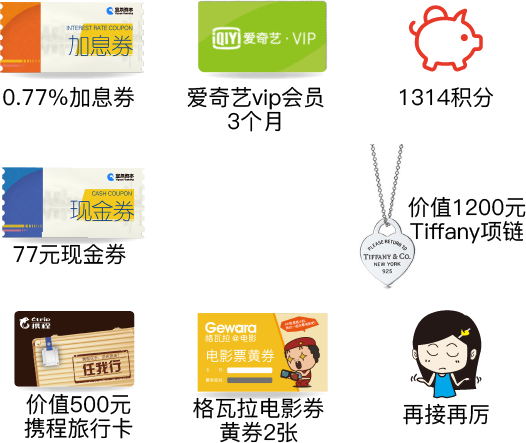 INTEREST RATE COUPON
加息券
0.77%加息券
QIY 爱奇艺·VIP
爱奇艺vip会员
3个月
1314积分
CASH COUPON
现金券
77元现金券
PLEASE RETURN TO
TIFFANY & CO.
NEW YORK
925
价值1200元
Tiffany项链
Ctrip
携程
任我行
价值500元
携程旅行卡
Gewara
格瓦拉@电影
电影票黄券
格瓦拉电影券
黄券2张
再接再厉